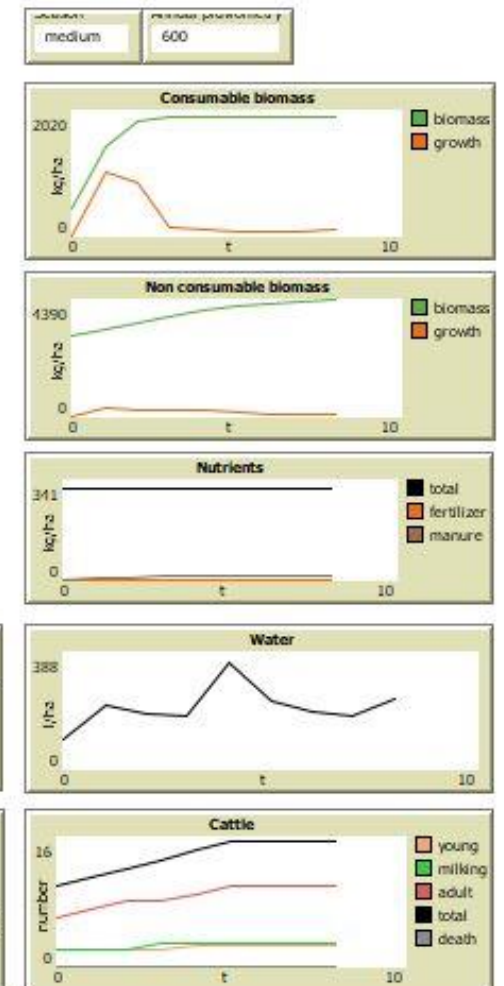 medium 600
Consumable biomass
2020
kg/ha
0
0 t 10
biomass
growth
Non consumable biomass
4390
kg/ha
0
0 t 10
biomass
growth
Nutrients
341
kg/ha
0
0 t 10
total
fertilizer
manure
Water
388
l/ha
0
0 t 10
Cattle
16
number
0
0 t 10
young
milking
adult
total
death